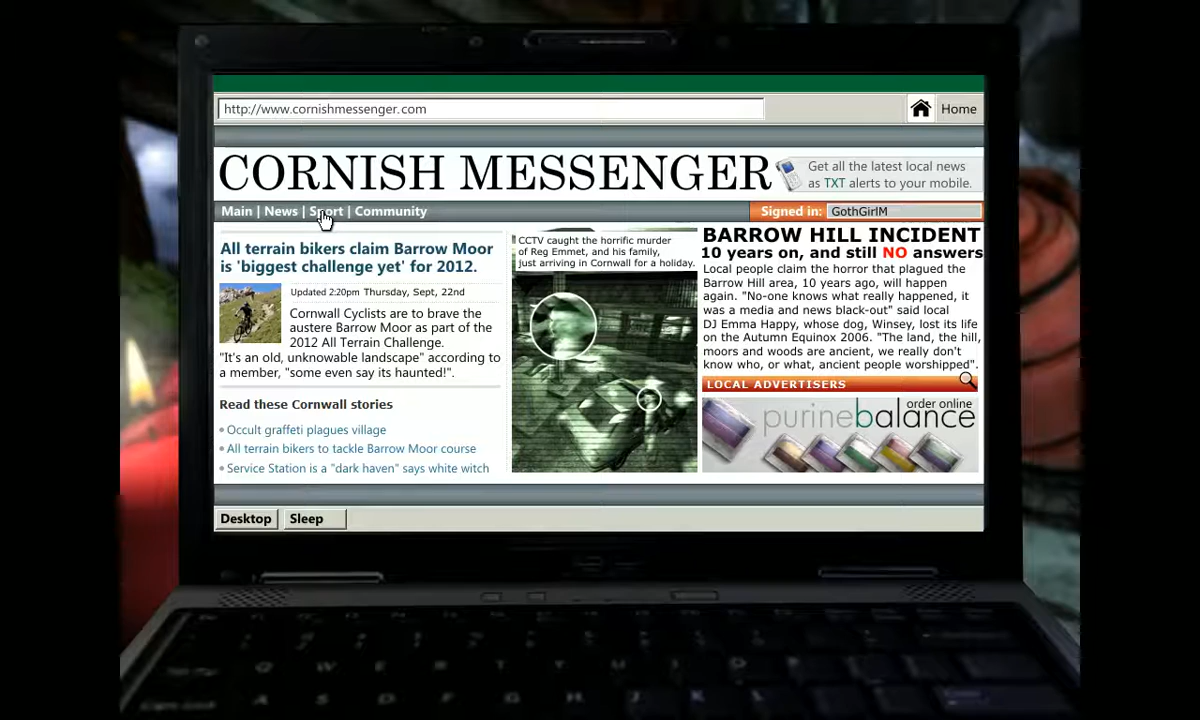 http://www.cornishmessenger.com
Home
CORNISH MESSENGER
Get all the latest local news
as TXT alerts to your mobile.
Main | News | Sport | Community
Signed in: GothGirlM
All terrain bikers claim Barrow Moor
is 'biggest challenge yet' for 2012.
Updated 2:20pm Thursday, Sept, 22nd
Cornwall Cyclists are to brave the
austere Barrow Moor as part of the
2012 All Terrain Challenge.
"It's an old, unknowable landscape" according to
a member, "some even say its haunted!".
Read these Cornwall stories
Occult graffeti plagues village
All terrain bikers to tackle Barrow Moor course
Service Station is a "dark haven" says white witch
CCTV caught the horrific murder
of Reg Emmet, and his family,
just arriving in Cornwall for a holiday.
BARROW HILL INCIDENT
10 years on, and still NO answers
Local people claim the horror that plagued the
Barrow Hill area, 10 years ago, will happen
again. "No-one knows what really happened, it
was a media and news black-out" said local
DJ Emma Happy, whose dog, Winsey, lost its life
on the Autumn Equinox 2006. "The land, the hill,
moors and woods are ancient, we really don't
know who, or what, ancient people worshipped".
LOCAL ADVERTISERS
order online
purinebalance
Desktop
Sleep
Q W E R T Y U I O P
A S D F G H J K L